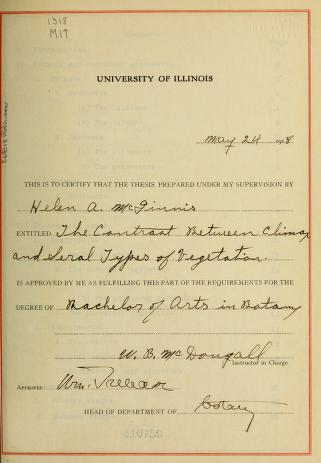 1318
M17
UNIVERSITY OF ILLINOIS
May 24 1918
THIS IS TO CERTIFY THAT THE THESIS PREPARED UNDER MY SUPERVISION BY
Helen A. McGinnis
ENTITLED The Contrast Between Climax
and Seral Types of Vegetation.
IS APPROVED BY ME AS FULFILLING THIS PART OF THE REQUIREMENTS FOR THE
DEGREE OF Bachelor of Arts in Botany
W. B. McDougall
Instructor in Charge
APPROVED: Wm. Trelease
HEAD OF DEPARTMENT OF Botany
410759